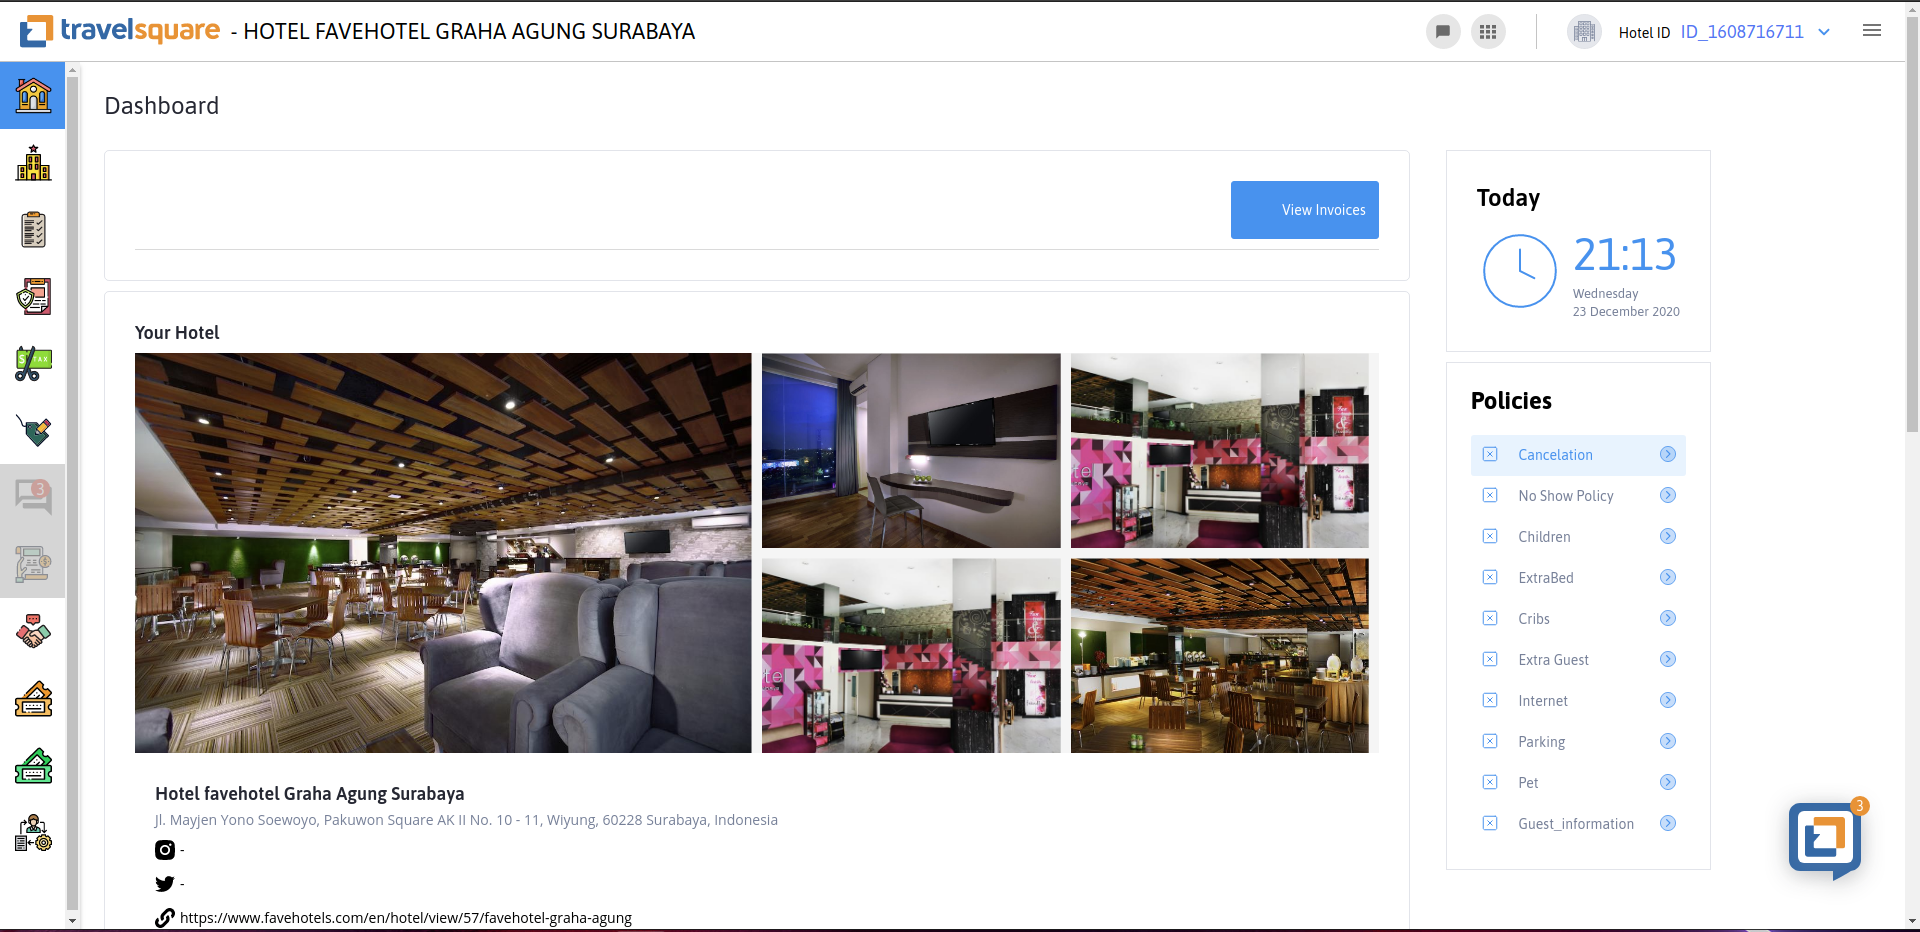 travelsquare - HOTEL FAVEHOTEL GRAHA AGUNG SURABAYA
Hotel ID ID_1608716711
Dashboard
View Invoices
Your Hotel
Hotel favehotel Graha Agung Surabaya
Jl. Mayjen Yono Soewoyo, Pakuwon Square AK II No. 10 - 11, Wiyung, 60228 Surabaya, Indonesia
-
-
https://www.favehotels.com/en/hotel/view/57/favehotel-graha-agung
Today
21:13
Wednesday
23 December 2020
Policies
Cancelation
No Show Policy
Children
ExtraBed
Cribs
Extra Guest
Internet
Parking
Pet
Guest_information
3
3
$ TAX